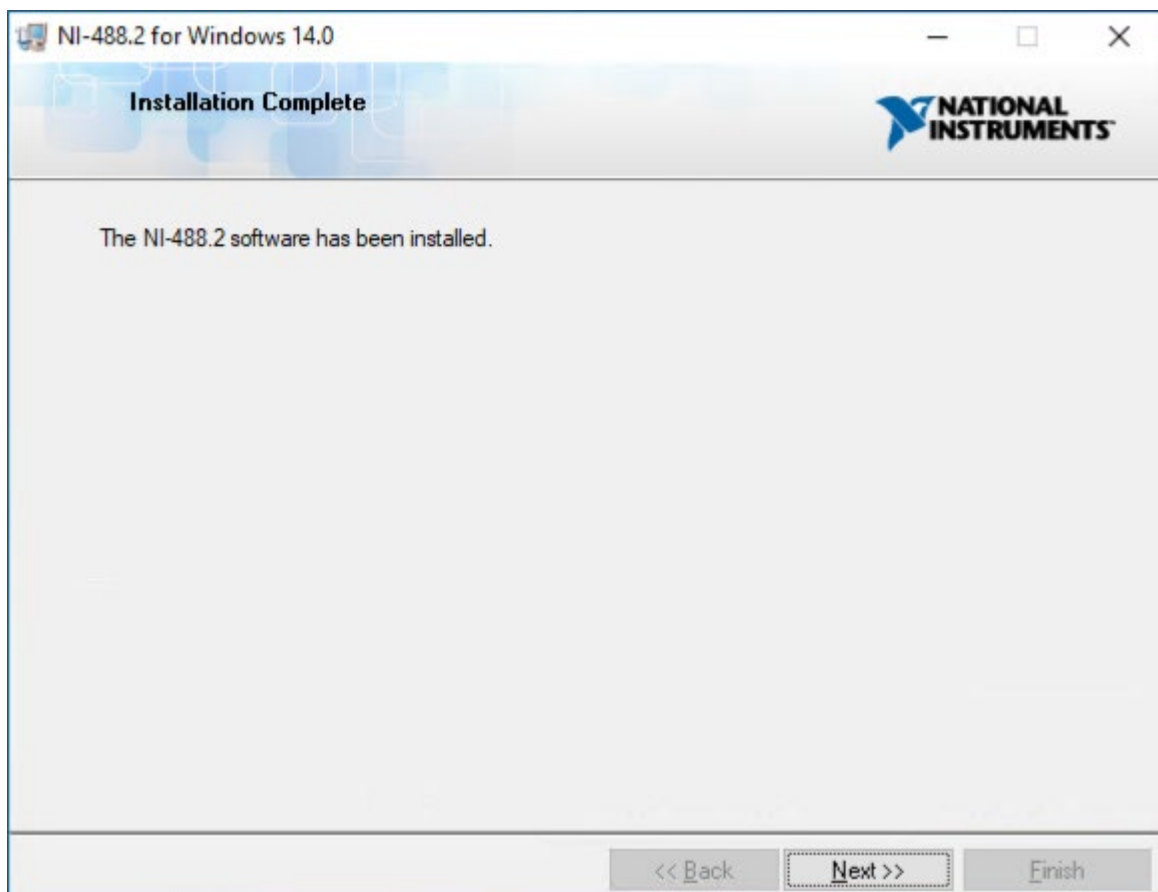 NI-488.2 for Windows 14.0
Installation Complete
NATIONAL
INSTRUMENTS™
The NI-488.2 software has been installed.
<< Back
Next >>
Finish